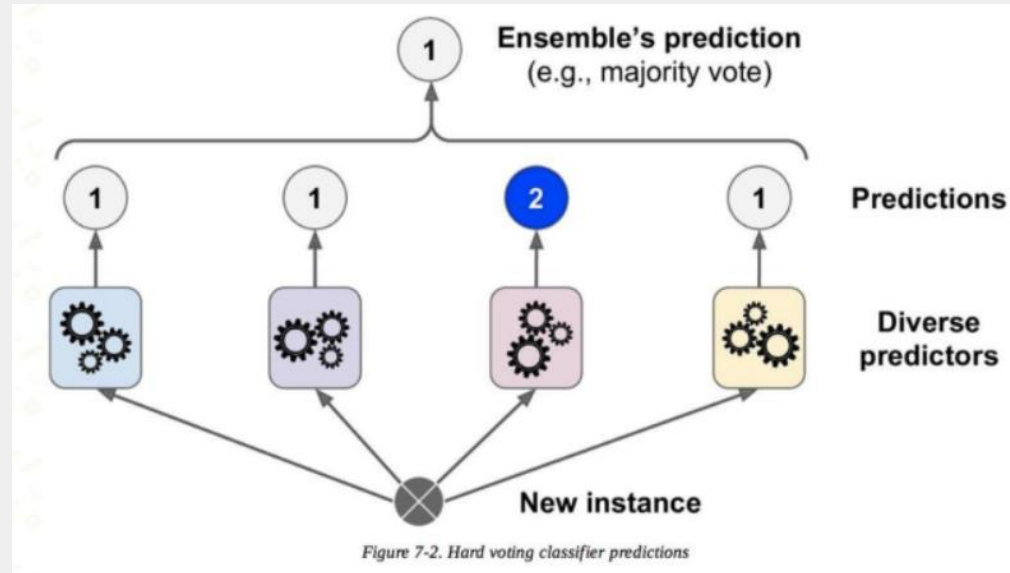 1
Ensemble's prediction
(e.g., majority vote)
1
1
2
1
Predictions
Diverse
predictors
New instance
Figure 7-2. Hard voting classifier predictions